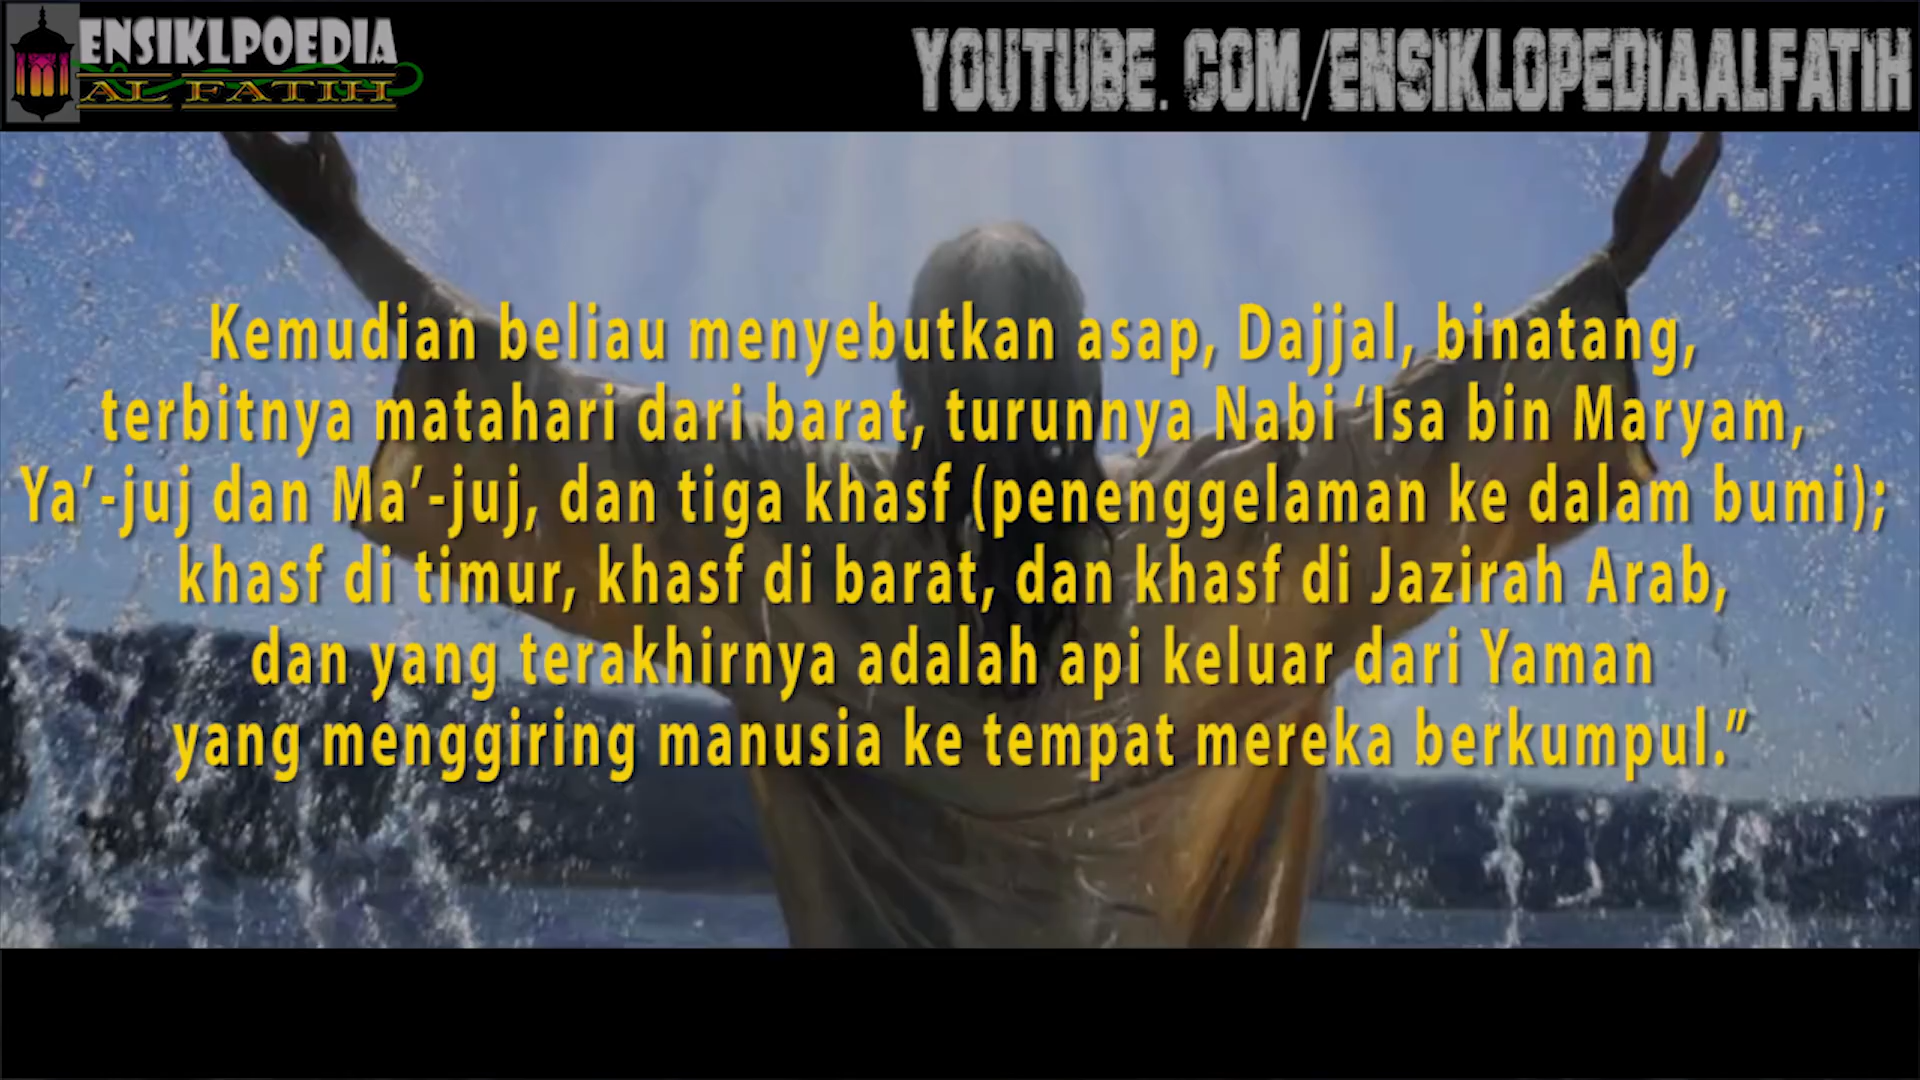 ENSIKLPOEDIA
AL FATIH
YOUTUBE. COM/ENSIKLOPEDIAALFATIH
Kemudian beliau menyebutkan asap, Dajjal, binatang,
terbitnya matahari dari barat, turunnya Nabi ‘Isa bin Maryam,
Ya’-juj dan Ma’-juj, dan tiga khasf (penenggelaman ke dalam bumi);
khasf di timur, khasf di barat, dan khasf di Jazirah Arab,
dan yang terakhirnya adalah api keluar dari Yaman
yang menggiring manusia ke tempat mereka berkumpul.”